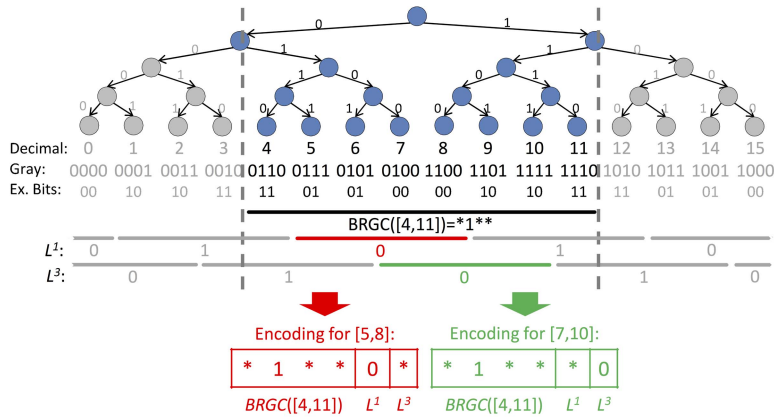 0 1
0 1 1 0
0 1 1 0 0 1 1 0
0 1 1 0 0 1 1 0 0 1 1 0 0 1 1 0
Decimal: 0 1 2 3 4 5 6 7 8 9 10 11 12 13 14 15
Gray: 0000 0001 0011 0010 0110 0111 0101 0100 1100 1101 1111 1110 1010 1011 1001 1000
Ex. Bits: 00 10 10 11 11 01 01 00 00 10 10 11 11 01 01 00
BRGC([4,11])=*1**
L¹: 0 1 0 1 0
L³: 0 1 0 1 0
Encoding for [5,8]:
* 1 * * 0 *
BRGC([4,11]) L¹ L³
Encoding for [7,10]:
* 1 * * * 0
BRGC([4,11]) L¹ L³